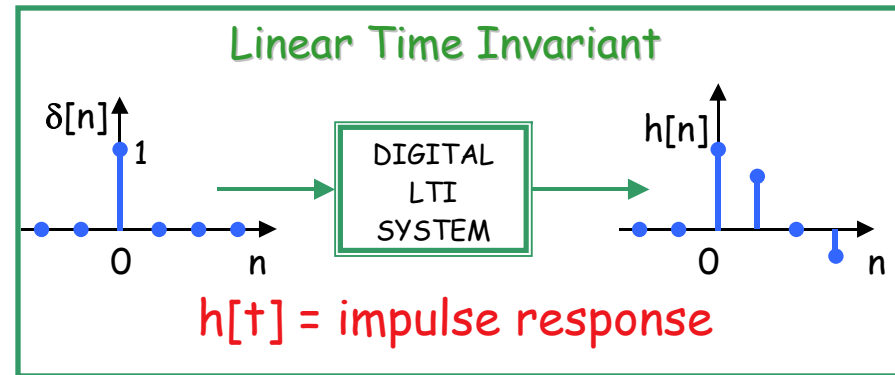 Linear Time Invariant
δ[n]
1
0
n
DIGITAL
LTI
SYSTEM
h[n]
0
n
h[t] = impulse response